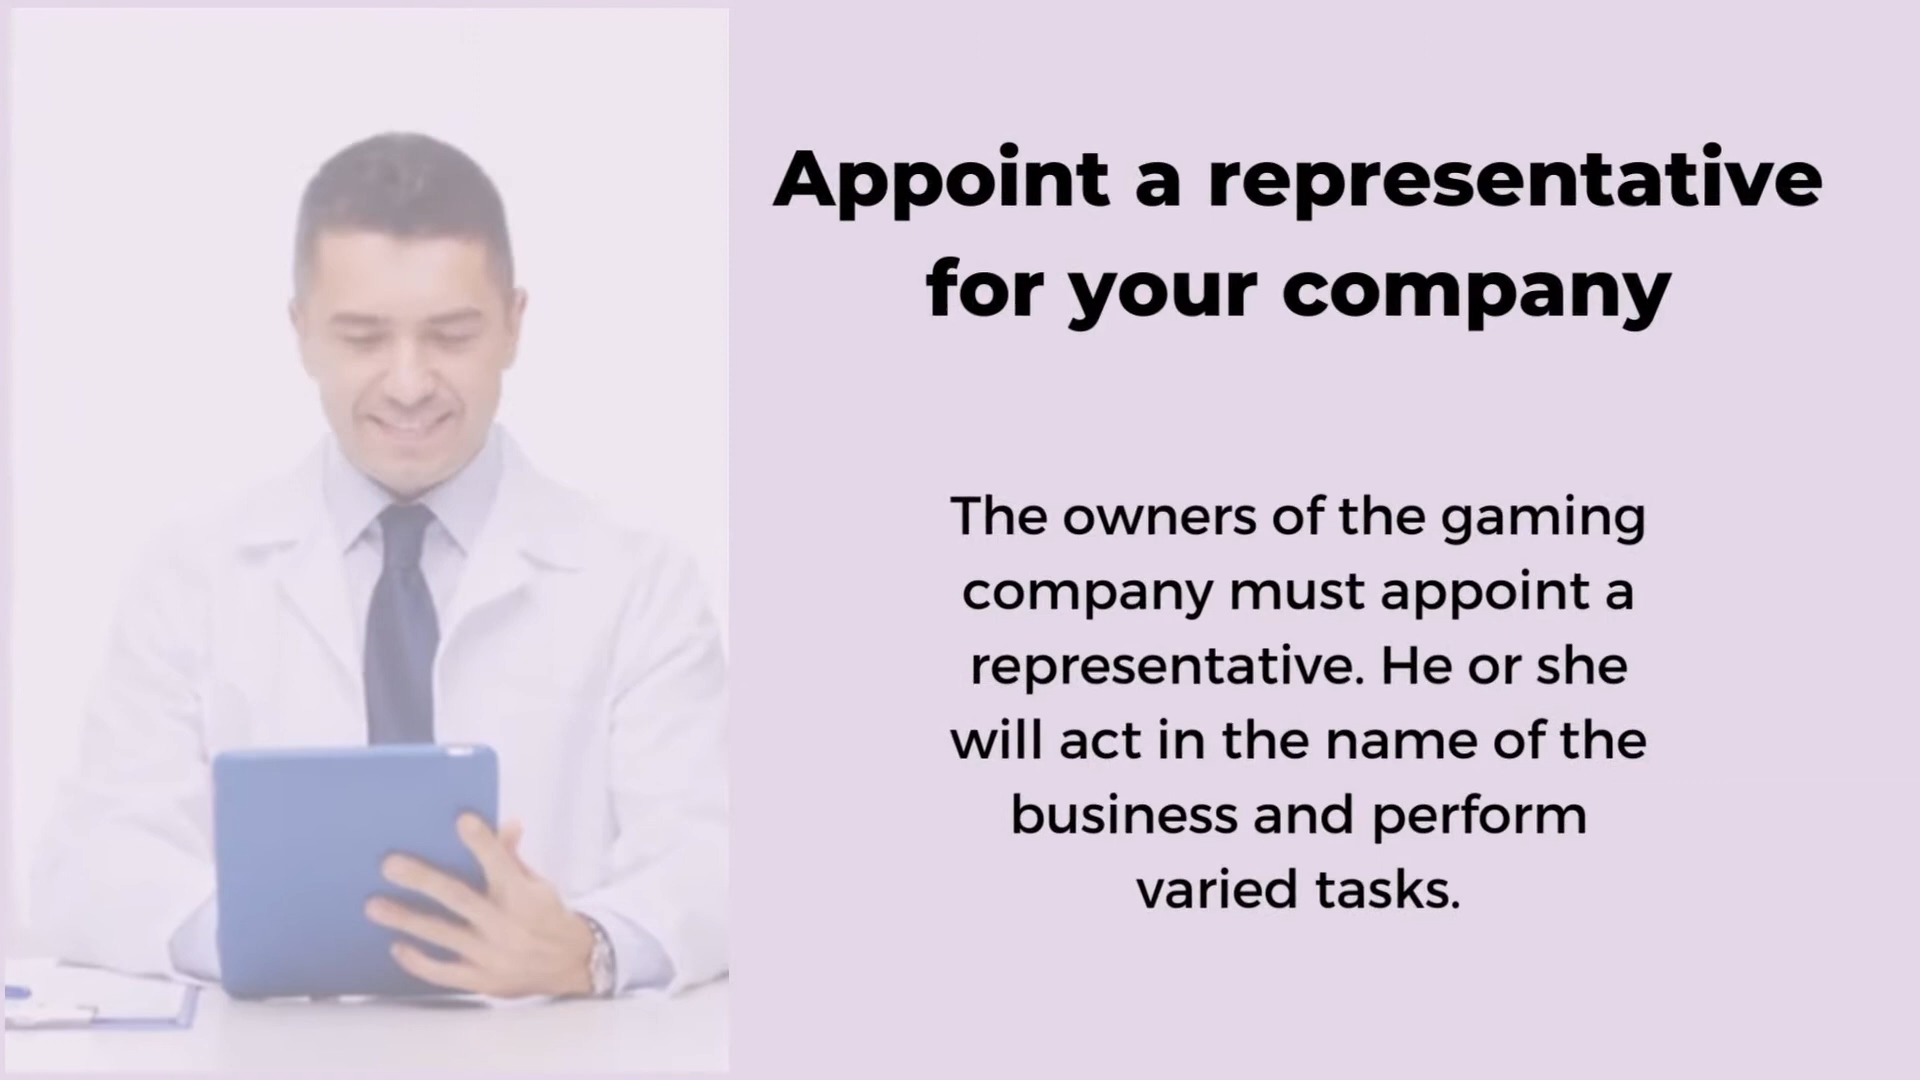 Appoint a representative
for your company
The owners of the gaming
company must appoint a
representative. He or she
will act in the name of the
business and perform
varied tasks.